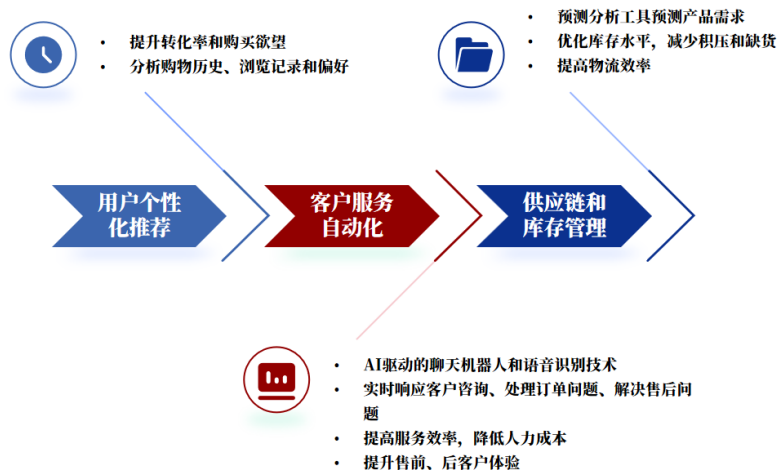 • 提升转化率和购买欲望
• 分析购物历史、浏览记录和偏好
• 预测分析工具预测产品需求
• 优化库存水平，减少积压和缺货
• 提高物流效率
用户个性
化推荐
客户服务
自动化
供应链和
库存管理
• AI驱动的聊天机器人和语音识别技术
• 实时响应客户咨询、处理订单问题、解决售后问
题
• 提高服务效率，降低人力成本
• 提升售前、后客户体验